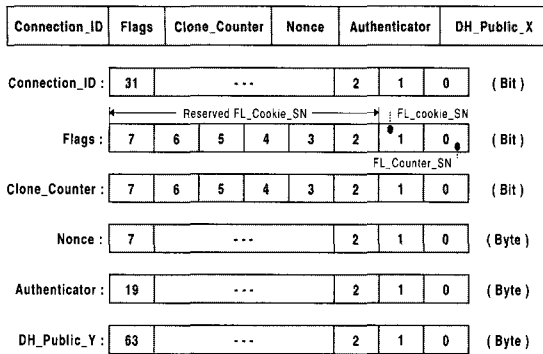 Connection_ID Flags Clone_Counter Nonce Authenticator DH_Public_X
Connection_ID : 31 --- 2 1 0 ( Bit )
Reserved FL_Cookie_SN FL_cookie_SN
Flags : 7 6 5 4 3 2 1 0 ( Bit )
FL_Counter_SN
Clone_Counter : 7 6 5 4 3 2 1 0 ( Bit )
Nonce : 7 --- 2 1 0 ( Byte )
Authenticator : 19 --- 2 1 0 ( Byte )
DH_Public_Y : 63 --- 2 1 0 ( Byte )